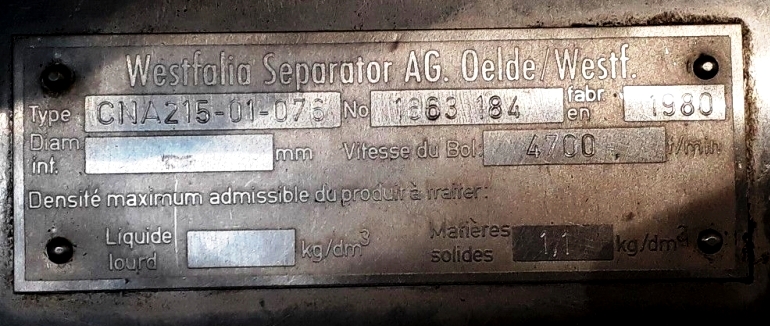 Westfalia Separator AG. Oelde/Westf.
Type CNA215-01-076 No 1663 184 fabr en 1980
Diam. int. mm Vitesse du Bol: 4700 t/min
Densité maximum admissible du produit à traiter:
Liquide lourd kg/dm3 Matières solides 1,1 kg/dm3